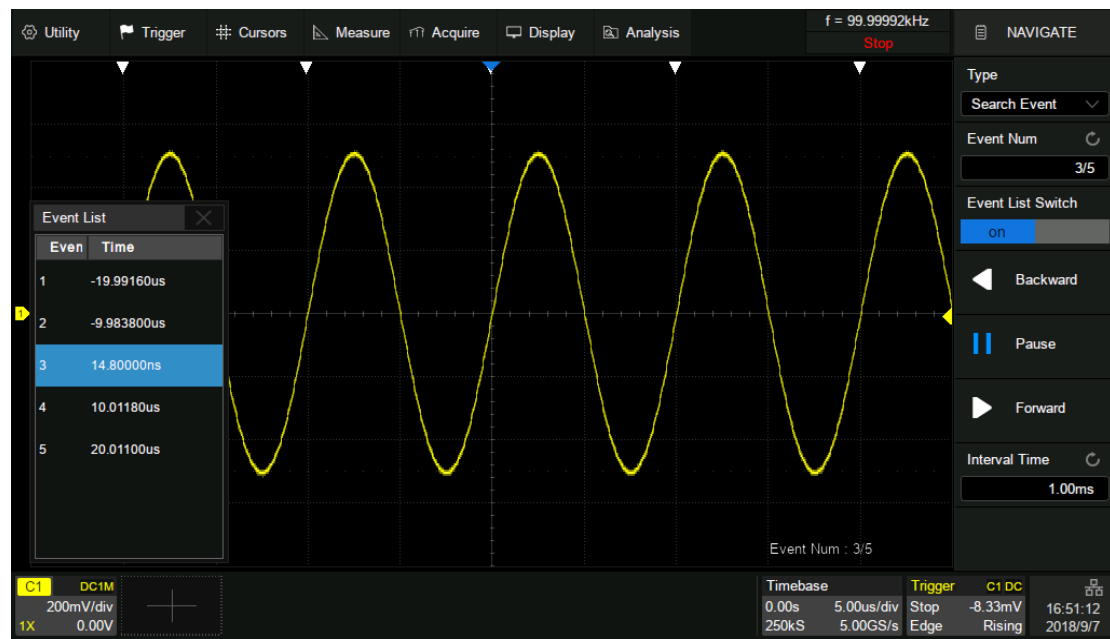 Utility Trigger Cursors Measure Acquire Display Analysis
f = 99.99992kHz
Stop
NAVIGATE
Type
Search Event
Event Num
3/5
Event List Switch
on
Backward
Pause
Forward
Interval Time
1.00ms
Event List
Even Time
1 -19.99160us
2 -9.983800us
3 14.80000ns
4 10.01180us
5 20.01100us
1
Event Num : 3/5
C1 DC1M
200mV/div
1X 0.00V
Timebase
0.00s 5.00us/div
250kS 5.00GS/s
Trigger C1 DC
Stop -8.33mV
Edge Rising
16:51:12
2018/9/7